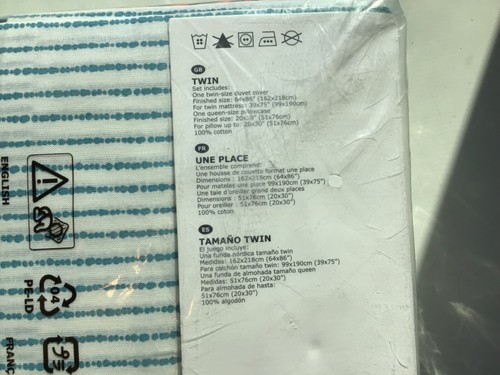 GB
TWIN
Set includes:
One twin-size duvet cover
Finished size: 64x86" (162x218cm)
For twin mattress: 39x75" (99x190cm)
One queen-size pillowcase
Finished size: 20x30" (51x76cm)
For pillow up to: 20x30" (51x76cm)
100% cotton
FR
UNE PLACE
L'ensemble comprend:
Une housse de couette format une place
Dimensions : 162x218cm (64x86")
Pour matelas une place 99x190cm (39x75")
Une taie d'oreiller grand deux places
Dimensions : 51x76cm (20x30")
Pour oreiller : 51x76cm (20x30")
100% coton
ES
TAMAÑO TWIN
El juego incluye:
Una funda nórdica tamaño twin
Medidas: 162x218cm (64x86")
Para colchón tamaño twin: 99x190cm (39x75")
Una funda de almohada tamaño queen
Medidas: 51x76cm (20x30")
Para almohada de hasta:
51x76cm (20x30")
100% algodón
ENGLISH
04
PE-LD
FRANÇ